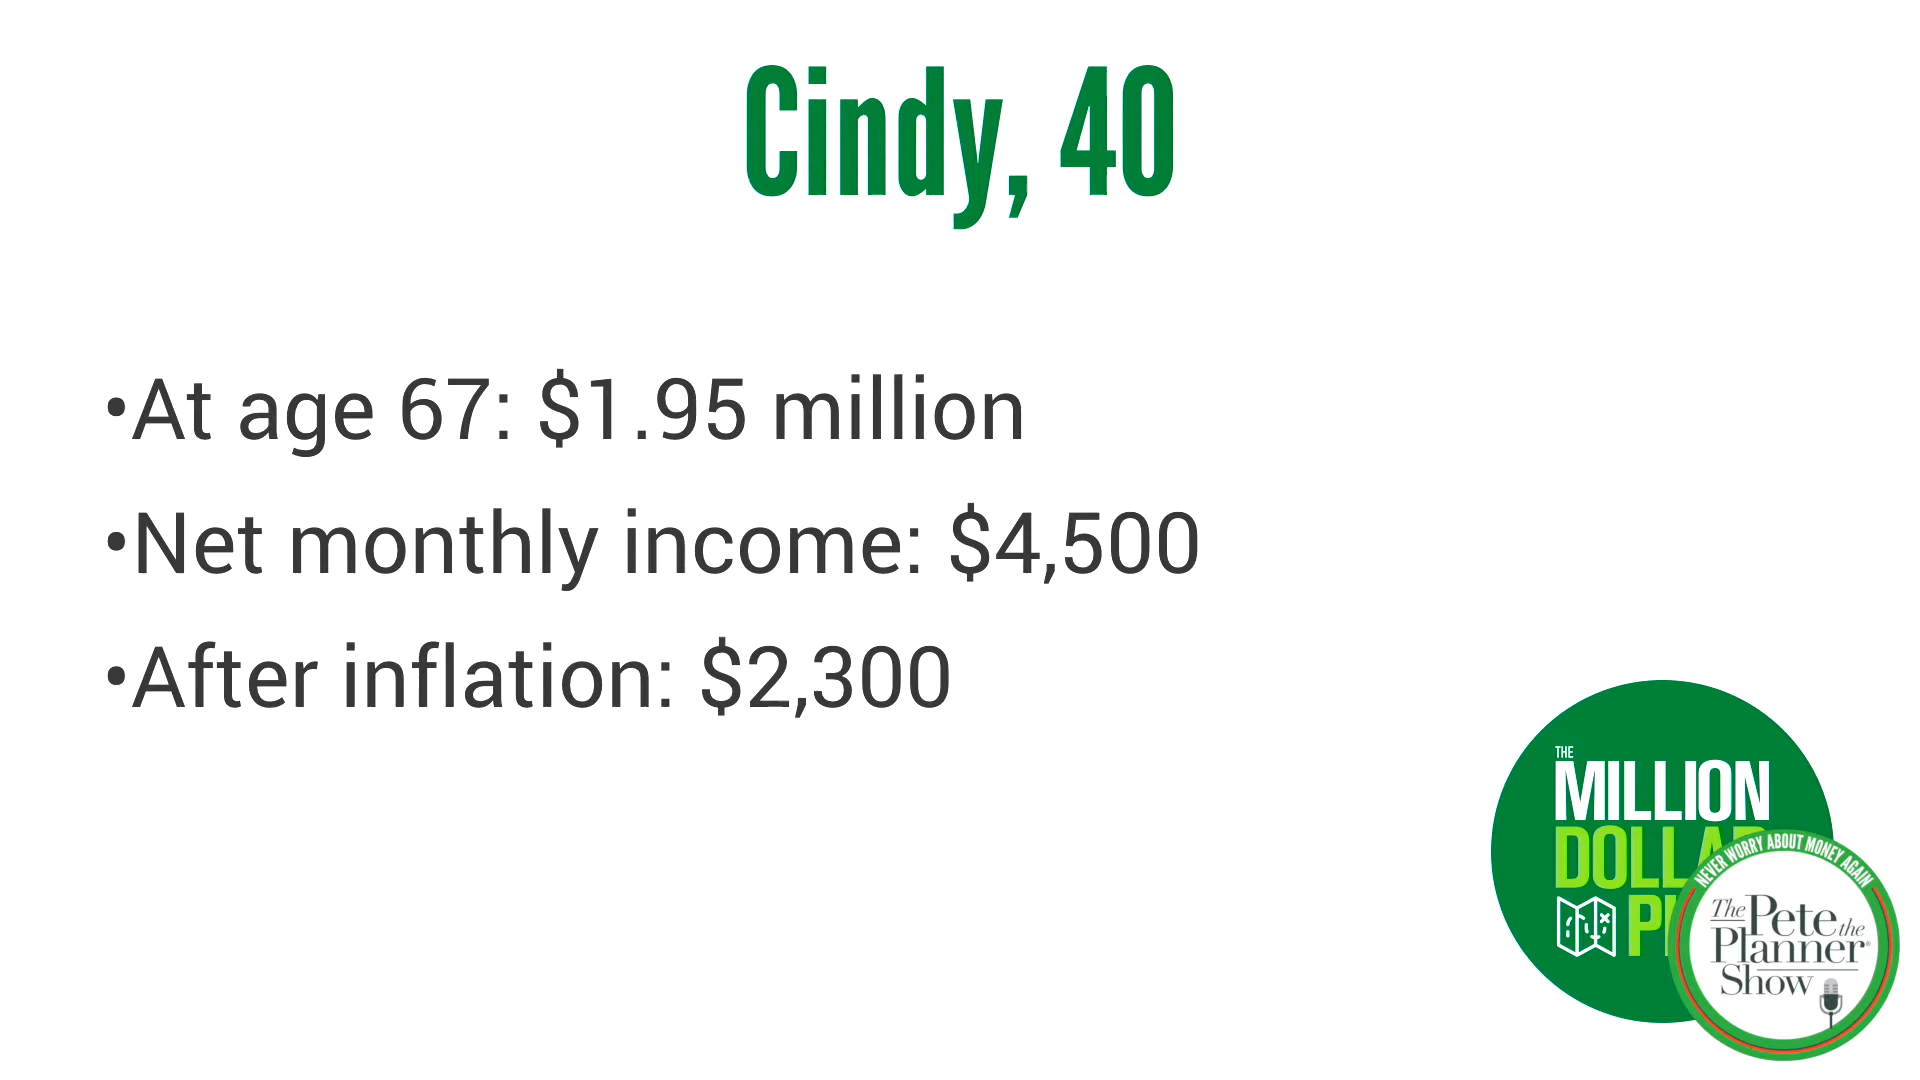 Cindy, 40
•At age 67: $1.95 million
•Net monthly income: $4,500
•After inflation: $2,300
THE
MILLION
NEVER WORRY ABOUT MONEY AGAIN
The Pete the
Planner®
Show